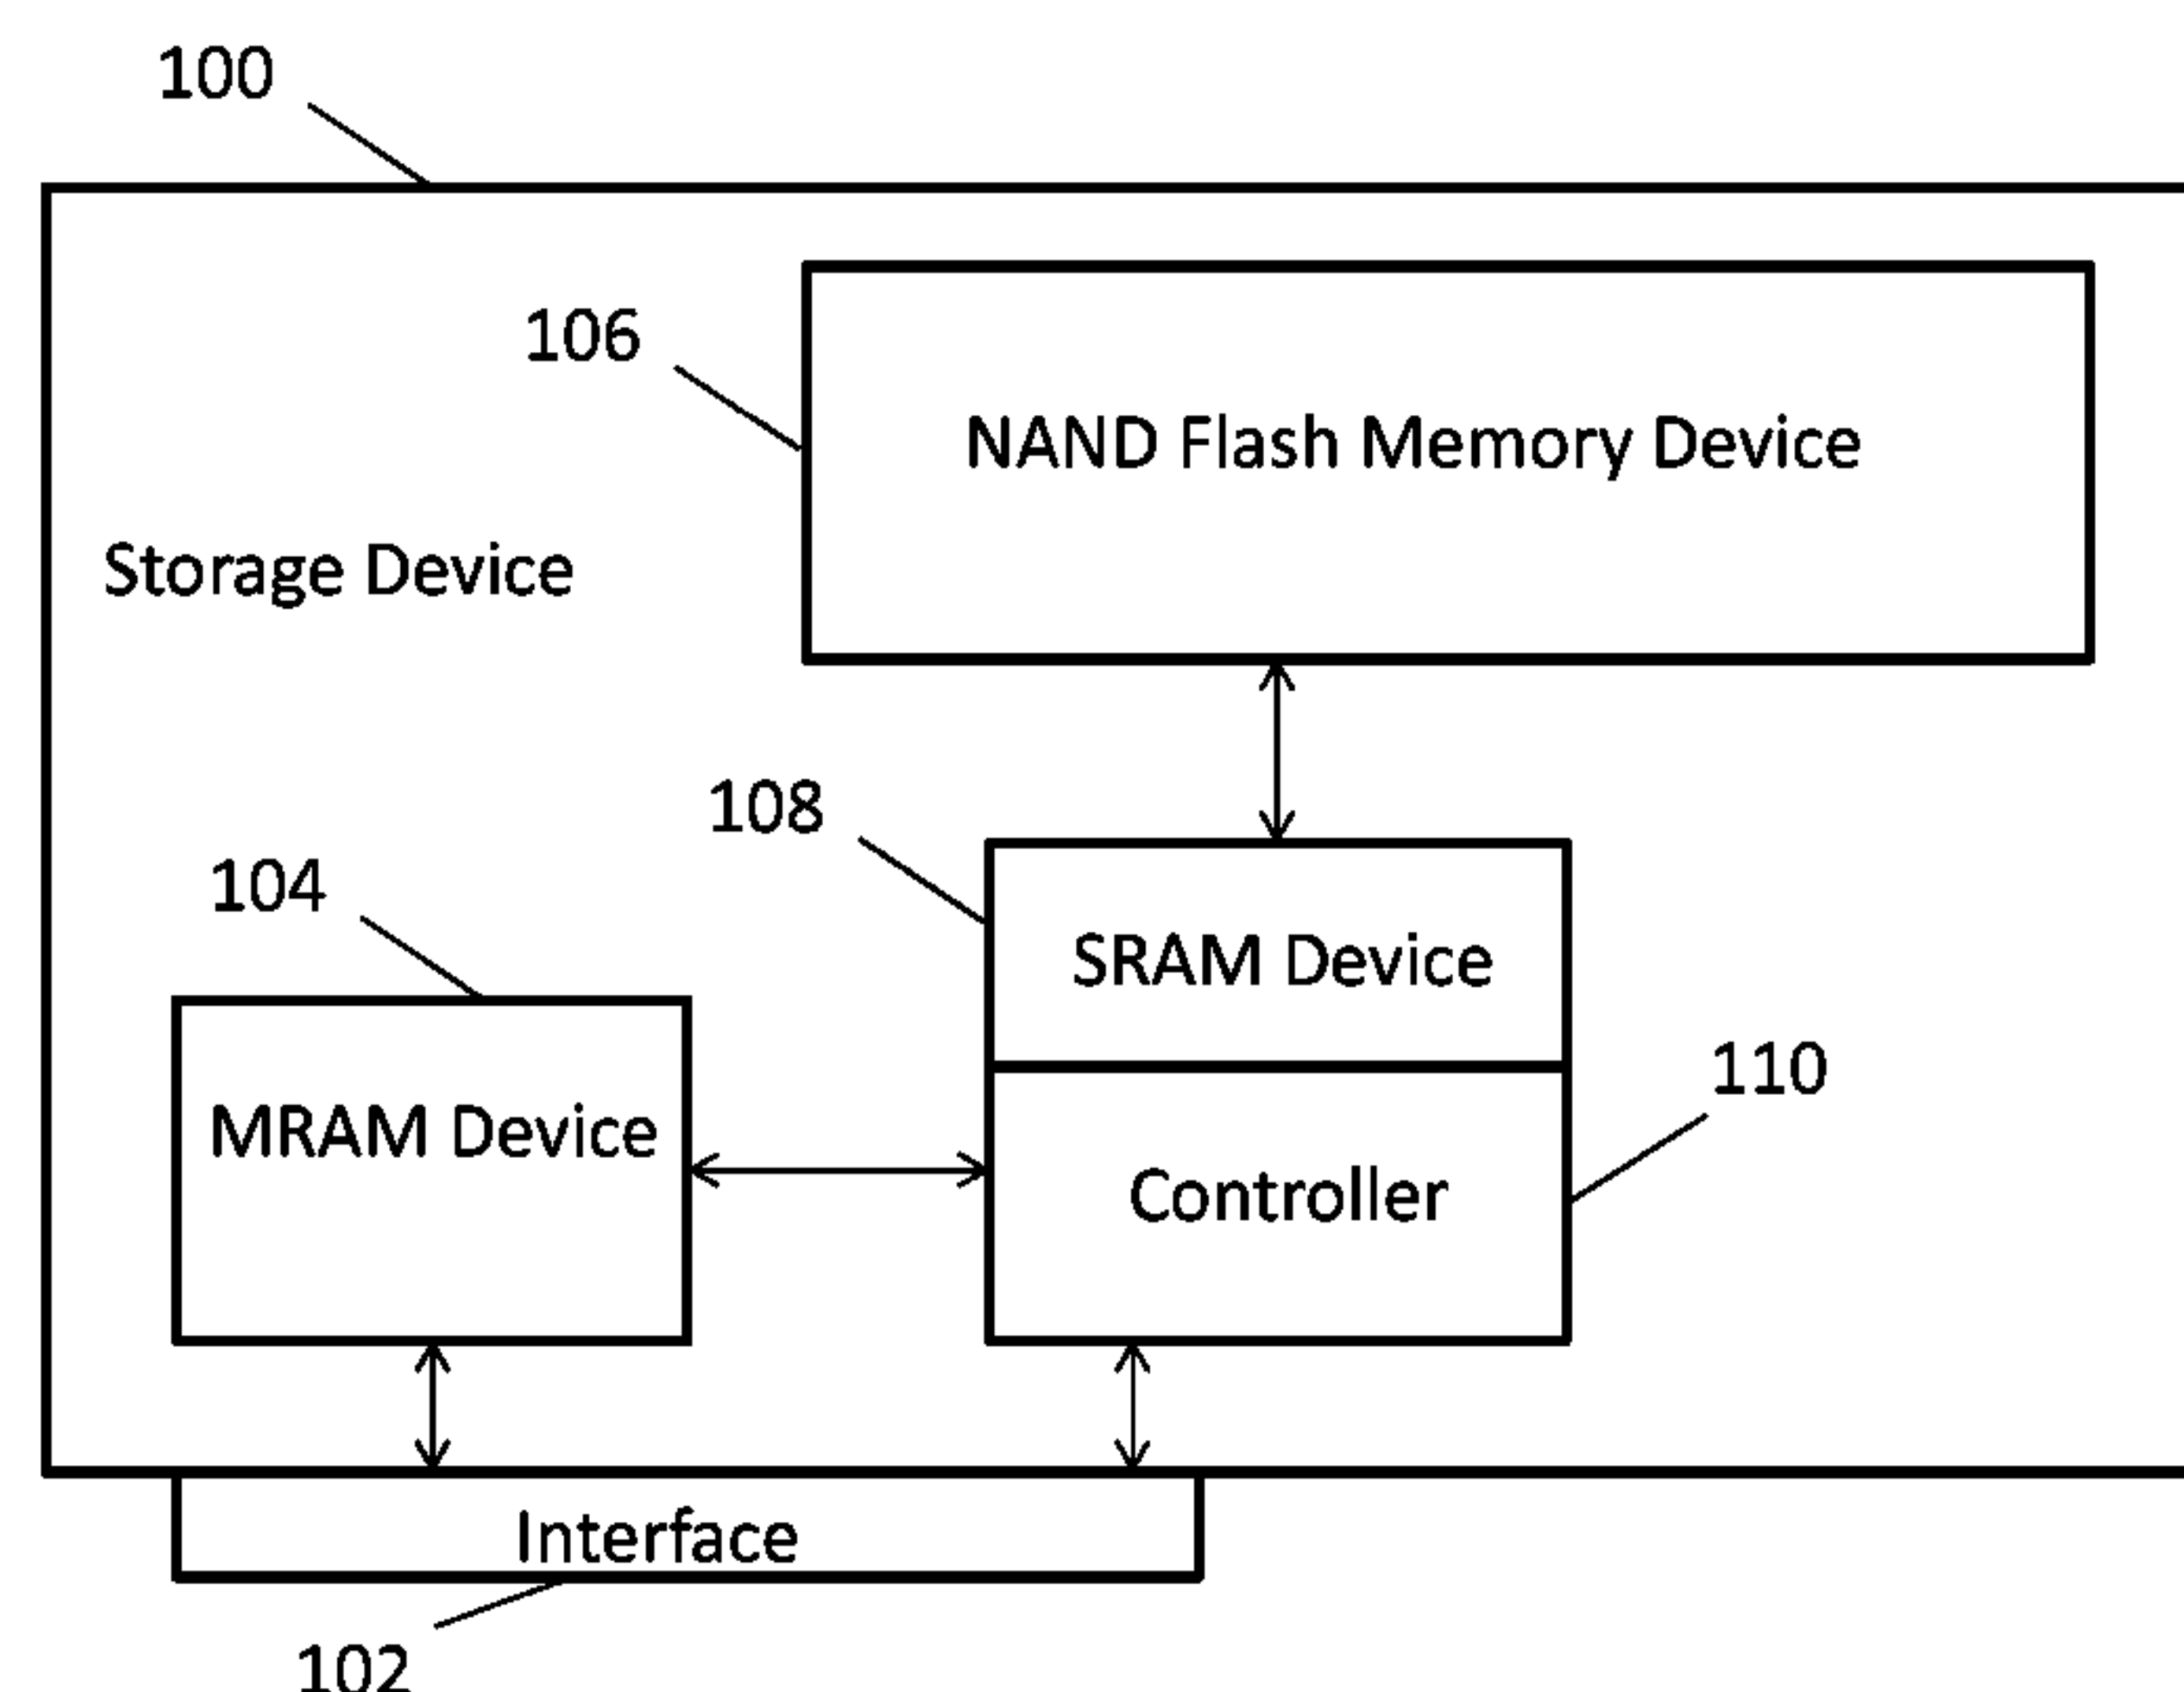 100
106
NAND Flash Memory Device
Storage Device
108
104
SRAM Device
110
MRAM Device
Controller
Interface
102